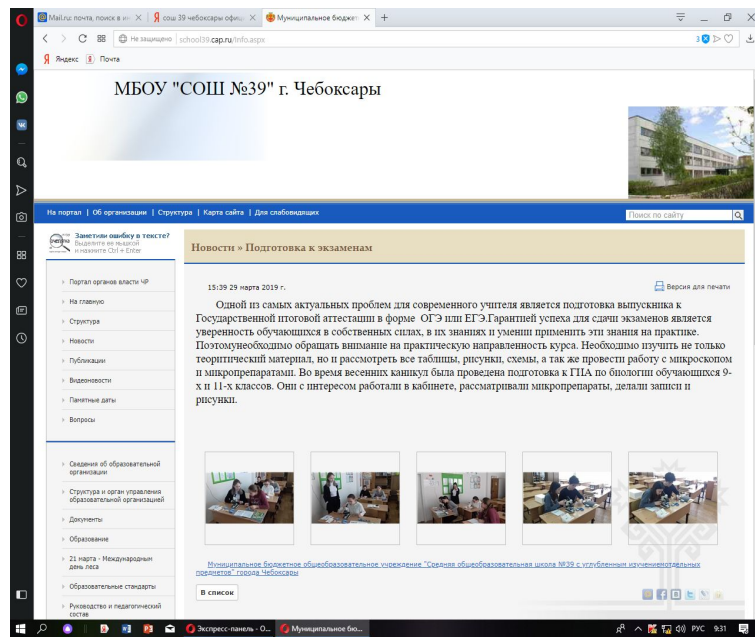 Mail.ru: почта, поиск в ин
сош 39 чебоксары офиц
Муниципальное бюджет
Не защищено school39.cap.ru/Info.aspx
3
Яндекс
Почта
МБОУ "СОШ №39" г. Чебоксары
На портал | Об организации | Структура | Карта сайта | Для слабовидящих
Поиск по сайту
Заметили ошибку в тексте?
Выделите ее мышкой
и нажмите Ctrl + Enter
Новости » Подготовка к экзаменам
Портал органов власти ЧР
На главную
Структура
Новости
Публикации
Видеоновости
Памятные даты
Вопросы
Сведения об образовательной
организации
Структура и орган управления
образовательной организацией
Документы
Образование
21 марта - Международный
день леса
Образовательные стандарты
Руководство и педагогический
состав
15:39 29 марта 2019 г.
Версия для печати
Одной из самых актуальных проблем для современного учителя является подготовка выпускника к
Государственной итоговой аттестации в форме ОГЭ или ЕГЭ.Гарантией успеха для сдачи экзаменов является
уверенность обучающихся в собственных силах, в их знаниях и умении применить эти знания на практике.
Поэтомунеобходимо обращать внимание на практическую направленность курса. Необходимо изучить не только
теоритический материал, но и рассмотреть все таблицы, рисунки, схемы, а так же провести работу с микроскопом
и микропрепаратами. Во время весенних каникул была проведена подготовка к ГИА по биологии обучающихся 9-
х и 11-х классов. Они с интересом работали в кабинете, рассматривали микропрепараты, делали записи и
рисунки.
Муниципальное бюджетное общеобразовательное учреждение "Средняя общеобразовательная школа №39 с углубленным изучениемотдельных
предметов" города Чебоксары
В список
Экспресс-панель - О...
Муниципальное бю...
РУС
9:31